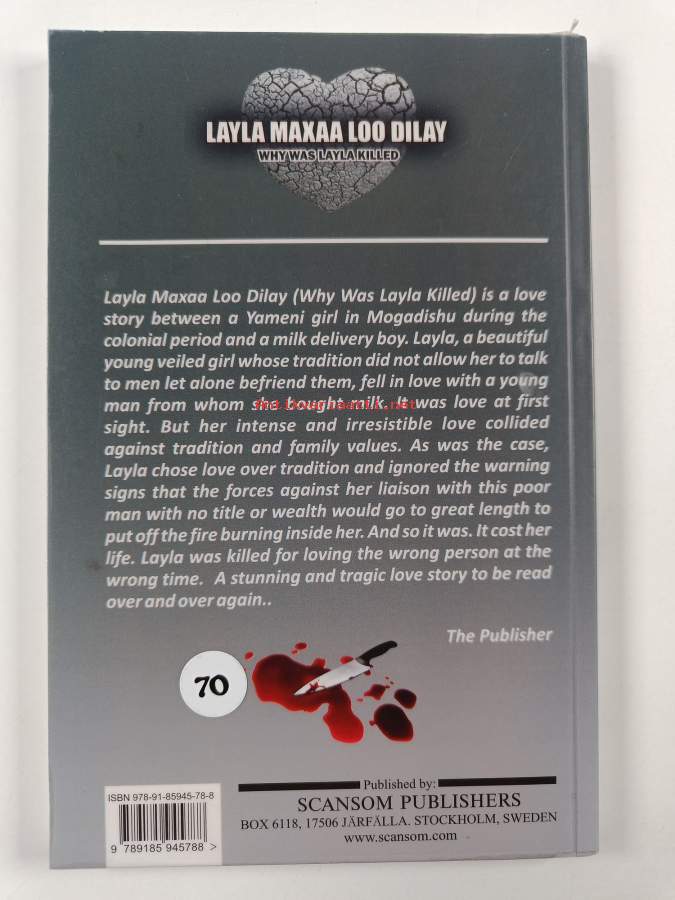 LAYLA MAXAA LOO DILAY
WHY WAS LAYLA KILLED
Layla Maxaa Loo Dilay (Why Was Layla Killed) is a love
story between a Yameni girl in Mogadishu during the
colonial period and a milk delivery boy. Layla, a beautiful
young veiled girl whose tradition did not allow her to talk
to men let alone befriend them, fell in love with a young
man from whom she bought milk. It was love at first
sight. But her intense and irresistible love collided
against tradition and family values. As was the case,
Layla chose love over tradition and ignored the warning
signs that the forces against her liaison with this poor
man with no title or wealth would go to great length to
put off the fire burning inside her. And so it was. It cost her
life. Layla was killed for loving the wrong person at the
wrong time. A stunning and tragic love story to be read
over and over again..
The Publisher
70
Published by:
SCANSOM PUBLISHERS
BOX 6118, 17506 JÄRFÄLLA. STOCKHOLM, SWEDEN
www.scansom.com
ISBN 978-91-85945-78-8
9 789185 945788 >